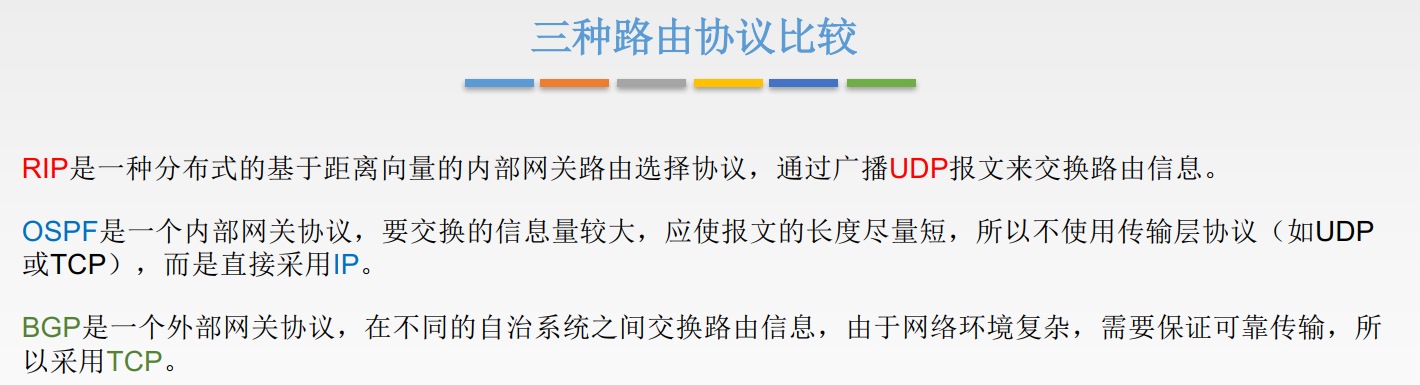 三种路由协议比较
RIP是一种分布式的基于距离向量的内部网关路由选择协议，通过广播UDP报文来交换路由信息。
OSPF是一个内部网关协议，要交换的信息量较大，应使报文的长度尽量短，所以不使用传输层协议（如UDP
或TCP），而是直接采用IP。
BGP是一个外部网关协议，在不同的自治系统之间交换路由信息，由于网络环境复杂，需要保证可靠传输，所
以采用TCP。